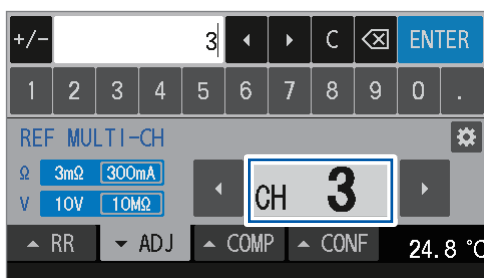 +/- 3 C ENTER
1 2 3 4 5 6 7 8 9 0 .
REF MULTI-CH
Ω 3mΩ 300mA
V 10V 10MΩ
CH 3
RR ADJ COMP CONF 24.8 °C